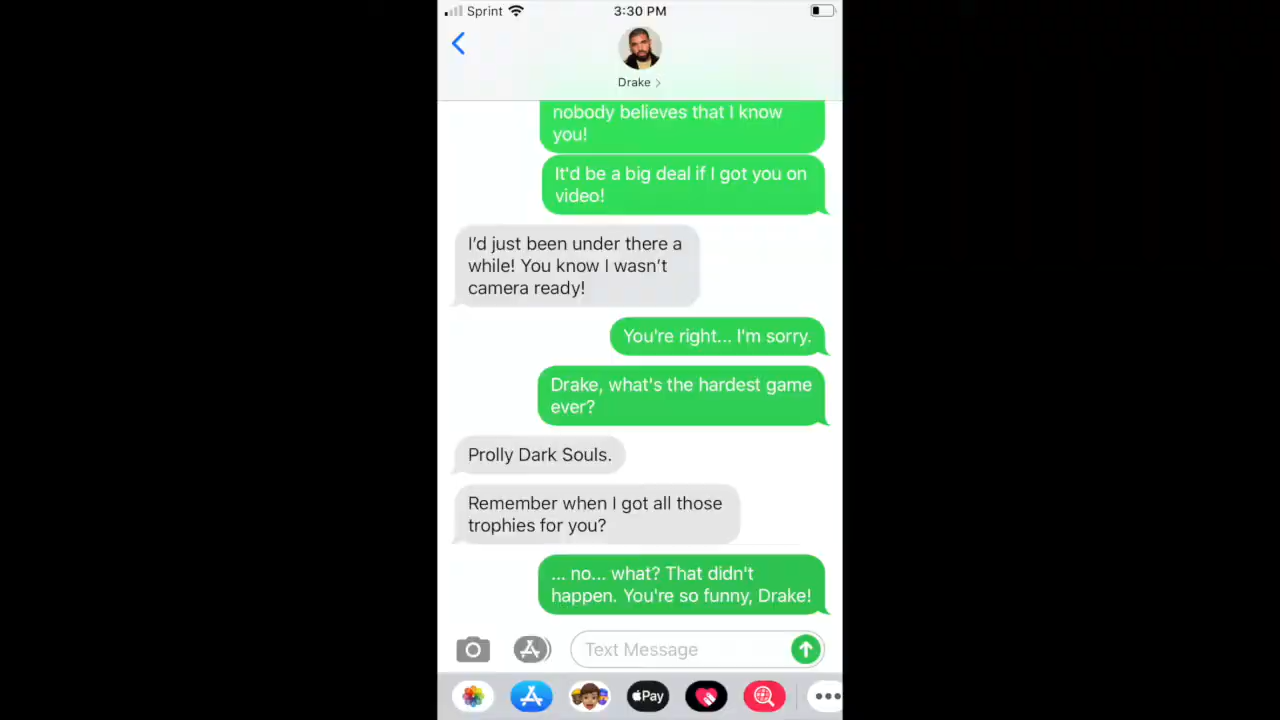 Sprint
3:30 PM
Drake
nobody believes that I know
you!
It'd be a big deal if I got you on
video!
I'd just been under there a
while! You know I wasn't
camera ready!
You're right... I'm sorry.
Drake, what's the hardest game
ever?
Prolly Dark Souls.
Remember when I got all those
trophies for you?
... no... what? That didn't
happen. You're so funny, Drake!
Text Message
Pay